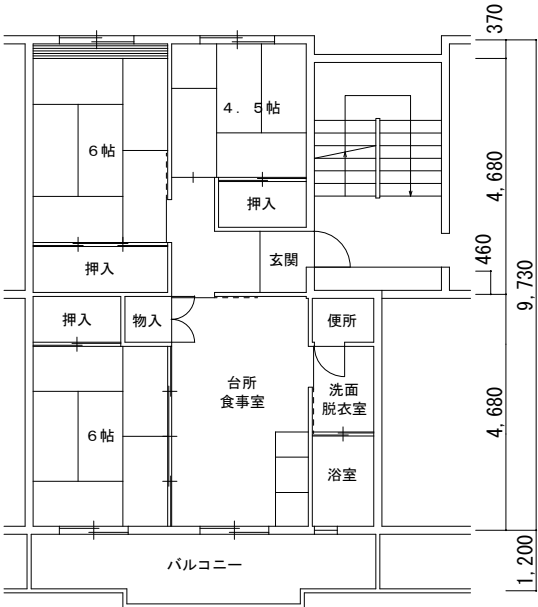 370
４．５帖
６帖
4,680
押入
460
玄関
押入
9,730
押入
物入
便所
台所
食事室
洗面
脱衣室
4,680
６帖
浴室
バルコニー
1,200